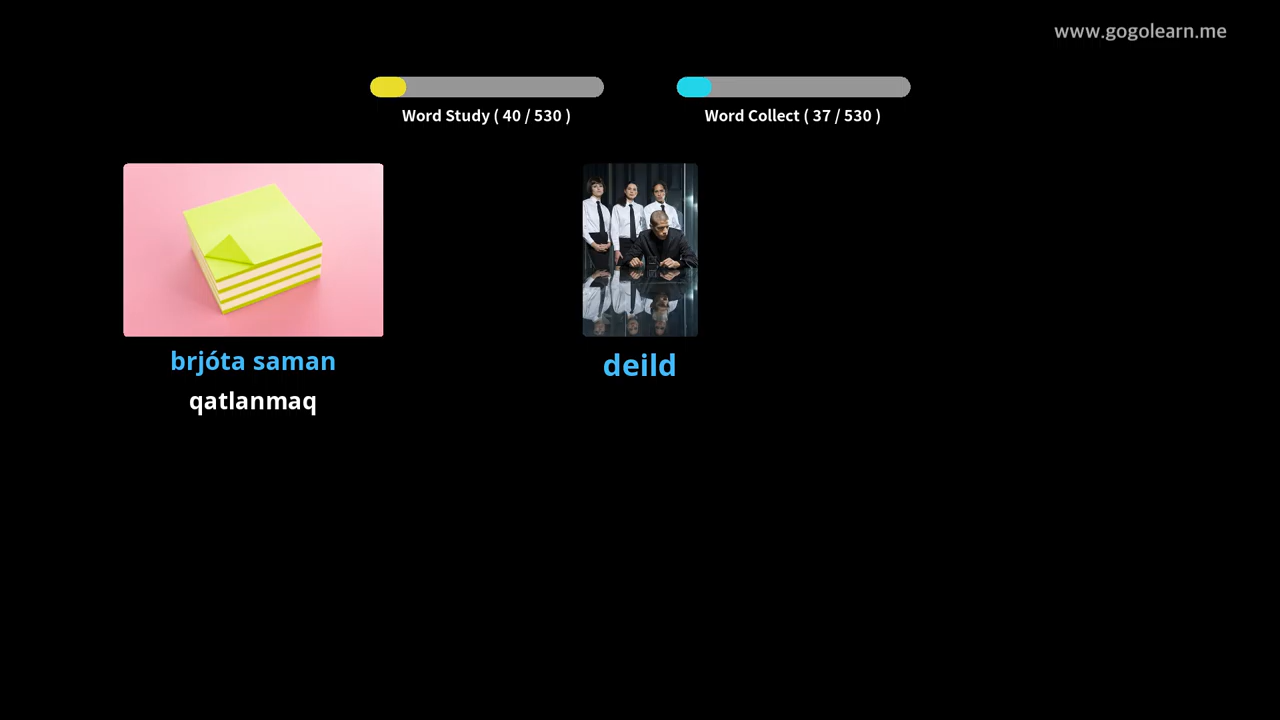 www.gogolearn.me
Word Study ( 40 / 530 )
Word Collect ( 37 / 530 )
brjóta saman
qatlanmaq
deild